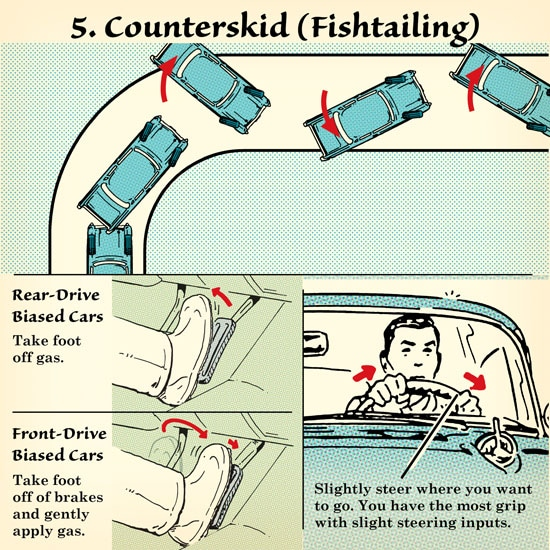 5. Counterskid (Fishtailing)
Rear-Drive
Biased Cars
Take foot
off gas.
Front-Drive
Biased Cars
Take foot
off of brakes
and gently
apply gas.
Slightly steer where you want
to go. You have the most grip
with slight steering inputs.